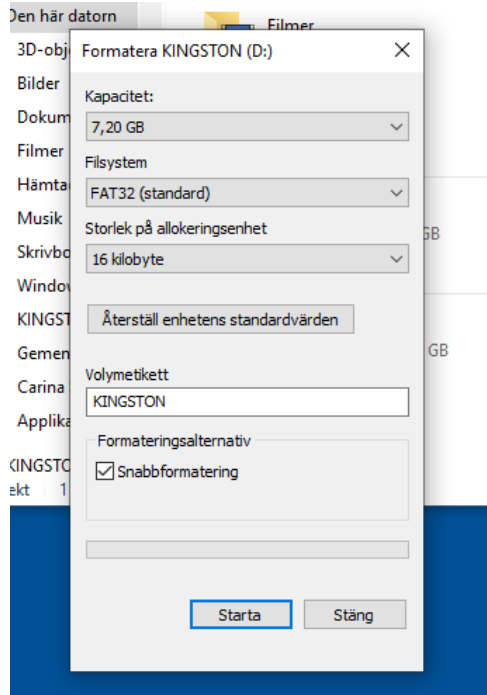 Den här datorn
Filmer
3D-obj
Bilder
Dokum
Filmer
Hämta
Musik
Skrivbo
Window
KINGST
Gemen
Carina
Applika
KINGSTO
ekt 1
GB
GB
Formatera KINGSTON (D:)
Kapacitet:
7,20 GB
Filsystem
FAT32 (standard)
Storlek på allokeringsenhet
16 kilobyte
Återställ enhetens standardvärden
Volymetikett
KINGSTON
Formateringsalternativ
Snabbformatering
Starta
Stäng